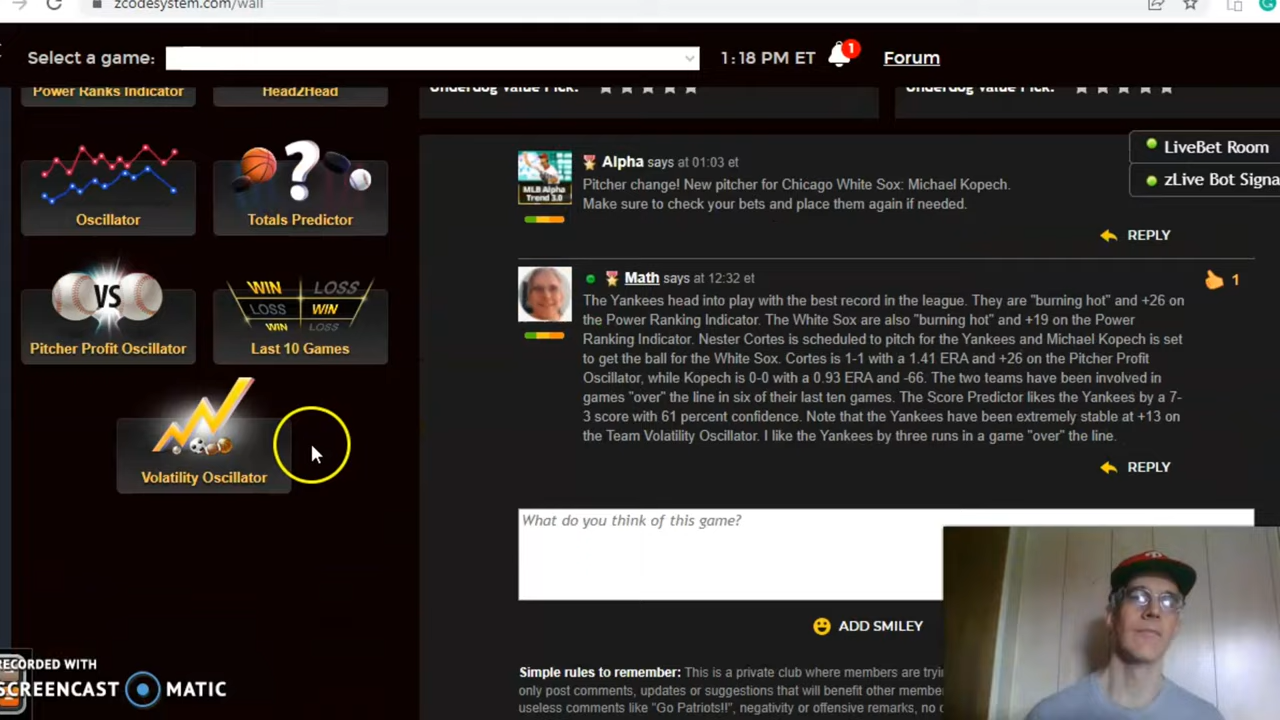 zcodesystem.com/wall
Select a game:
1:18 PM ET
1
Forum
Power Ranks Indicator
Head2Head
Underdog Value Pick:
Underdog Value Pick:
LiveBet Room
zLive Bot Signa
Oscillator
Totals Predictor
MLB Alpha
Trend 3.0
Alpha says at 01:03 et
Pitcher change! New pitcher for Chicago White Sox: Michael Kopech.
Make sure to check your bets and place them again if needed.
REPLY
VS
Pitcher Profit Oscillator
WIN LOSS
LOSS WIN
WIN LOSS
Last 10 Games
Volatility Oscillator
Math says at 12:32 et
1
The Yankees head into play with the best record in the league. They are "burning hot" and +26 on
the Power Ranking Indicator. The White Sox are also "burning hot" and +19 on the Power
Ranking Indicator. Nester Cortes is scheduled to pitch for the Yankees and Michael Kopech is set
to get the ball for the White Sox. Cortes is 1-1 with a 1.41 ERA and +26 on the Pitcher Profit
Oscillator, while Kopech is 0-0 with a 0.93 ERA and -66. The two teams have been involved in
games "over" the line in six of their last ten games. The Score Predictor likes the Yankees by a 7-
3 score with 61 percent confidence. Note that the Yankees have been extremely stable at +13 on
the Team Volatility Oscillator. I like the Yankees by three runs in a game "over" the line.
REPLY
What do you think of this game?
ADD SMILEY
Simple rules to remember: This is a private club where members are tryin
only post comments, updates or suggestions that will benefit other membe
useless comments like "Go Patriots!!", negativity or offensive remarks, no
RECORDED WITH
SCREENCAST MATIC